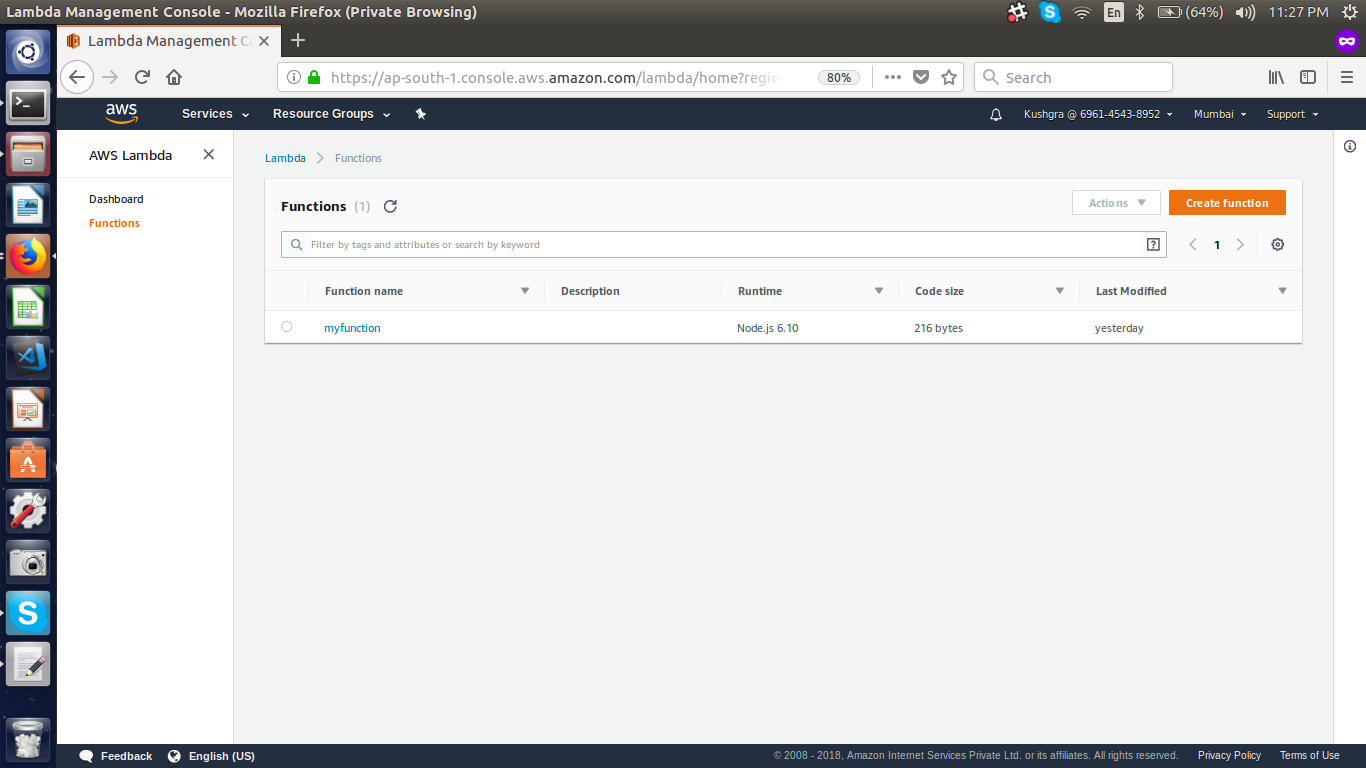 Lambda Management Console - Mozilla Firefox (Private Browsing)
En
(64%)
11:27 PM
Lambda Management C
https://ap-south-1.console.aws.amazon.com/lambda/home?regio
80%
Search
aws
Services
Resource Groups
Kushgra @ 6961-4543-8952
Mumbai
Support
AWS Lambda
Dashboard
Functions
Lambda
Functions
Functions (1)
Actions
Create function
Filter by tags and attributes or search by keyword
?
1
Function name
Description
Runtime
Code size
Last Modified
myfunction
Node.js 6.10
216 bytes
yesterday
Feedback
English (US)
© 2008 - 2018, Amazon Internet Services Private Ltd. or its affiliates. All rights reserved.
Privacy Policy
Terms of Use